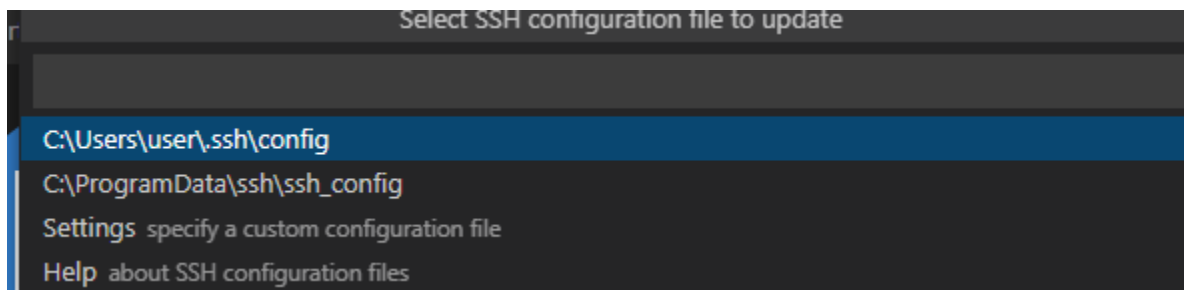 Select SSH configuration file to update
C:\Users\user\.ssh\config
C:\ProgramData\ssh\ssh_config
Settings specify a custom configuration file
Help about SSH configuration files